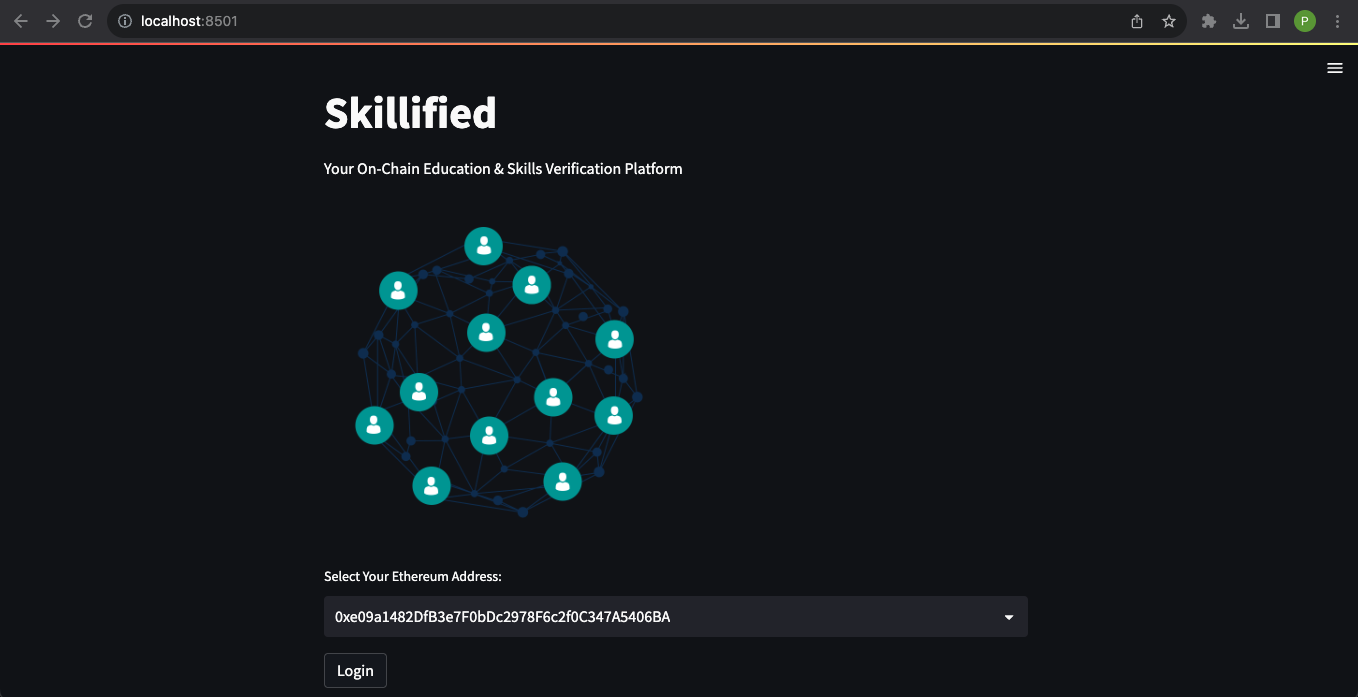 localhost:8501
P
Skillified
Your On-Chain Education & Skills Verification Platform
Select Your Ethereum Address:
0xe09a1482DfB3e7F0bDc2978F6c2f0C347A5406BA
Login